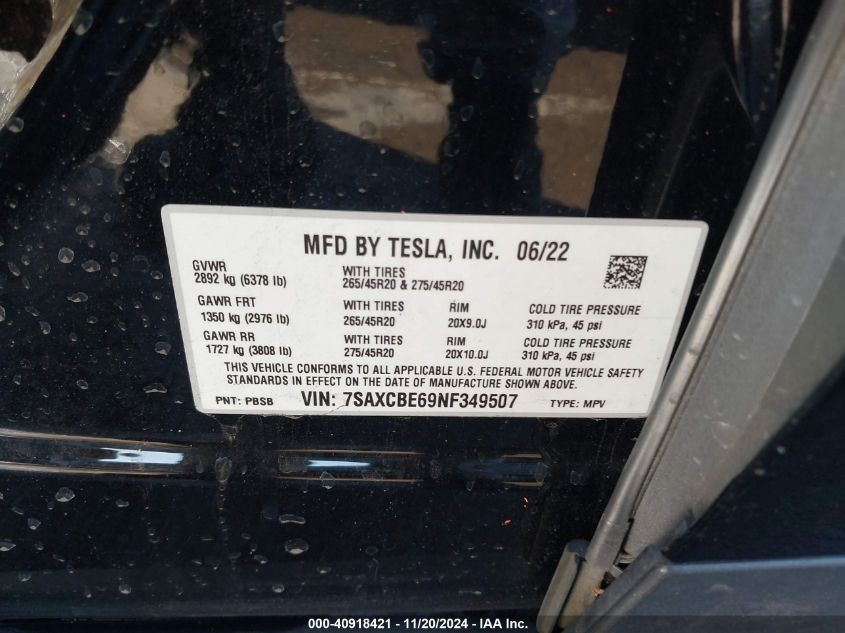 MFD BY TESLA, INC. 06/22
GVWR
2892 kg (6378 lb)
WITH TIRES
265/45R20 & 275/45R20
GAWR FRT
1350 kg (2976 lb)
WITH TIRES
265/45R20
RIM
20X9.0J
COLD TIRE PRESSURE
310 kPa, 45 psi
GAWR RR
1727 kg (3808 lb)
WITH TIRES
275/45R20
RIM
20X10.0J
COLD TIRE PRESSURE
310 kPa, 45 psi
THIS VEHICLE CONFORMS TO ALL APPLICABLE U.S. FEDERAL MOTOR VEHICLE SAFETY
STANDARDS IN EFFECT ON THE DATE OF MANUFACTURE SHOWN ABOVE.
PNT: PBSB VIN: 7SAXCBE69NF349507 TYPE: MPV
000-40918421 - 11/20/2024 - IAA Inc.